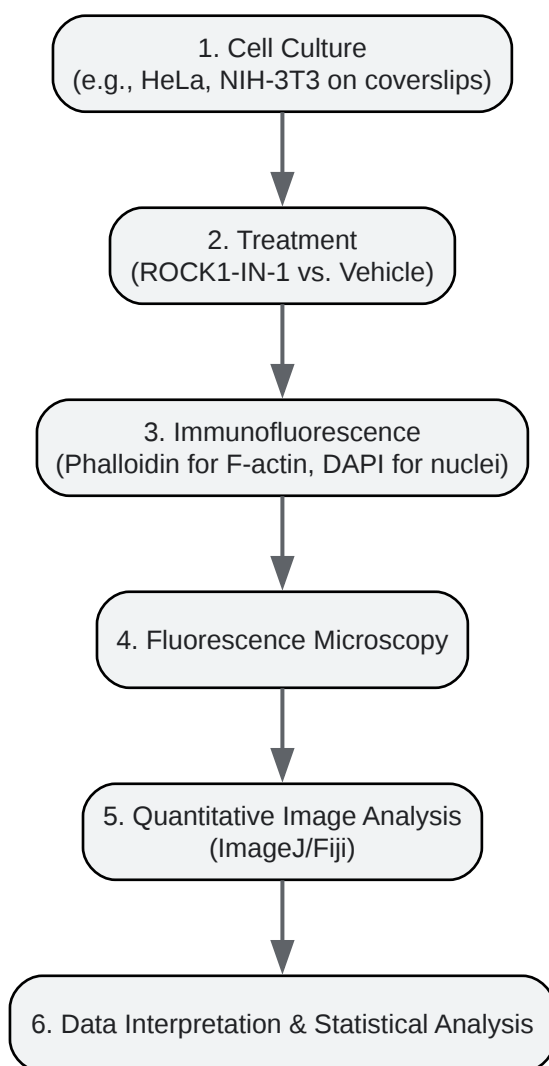 1. Cell Culture
(e.g., HeLa, NIH-3T3 on coverslips)
2. Treatment
(ROCK1-IN-1 vs. Vehicle)
3. Immunofluorescence
(Phalloidin for F-actin, DAPI for nuclei)
4. Fluorescence Microscopy
5. Quantitative Image Analysis
(ImageJ/Fiji)
6. Data Interpretation & Statistical Analysis